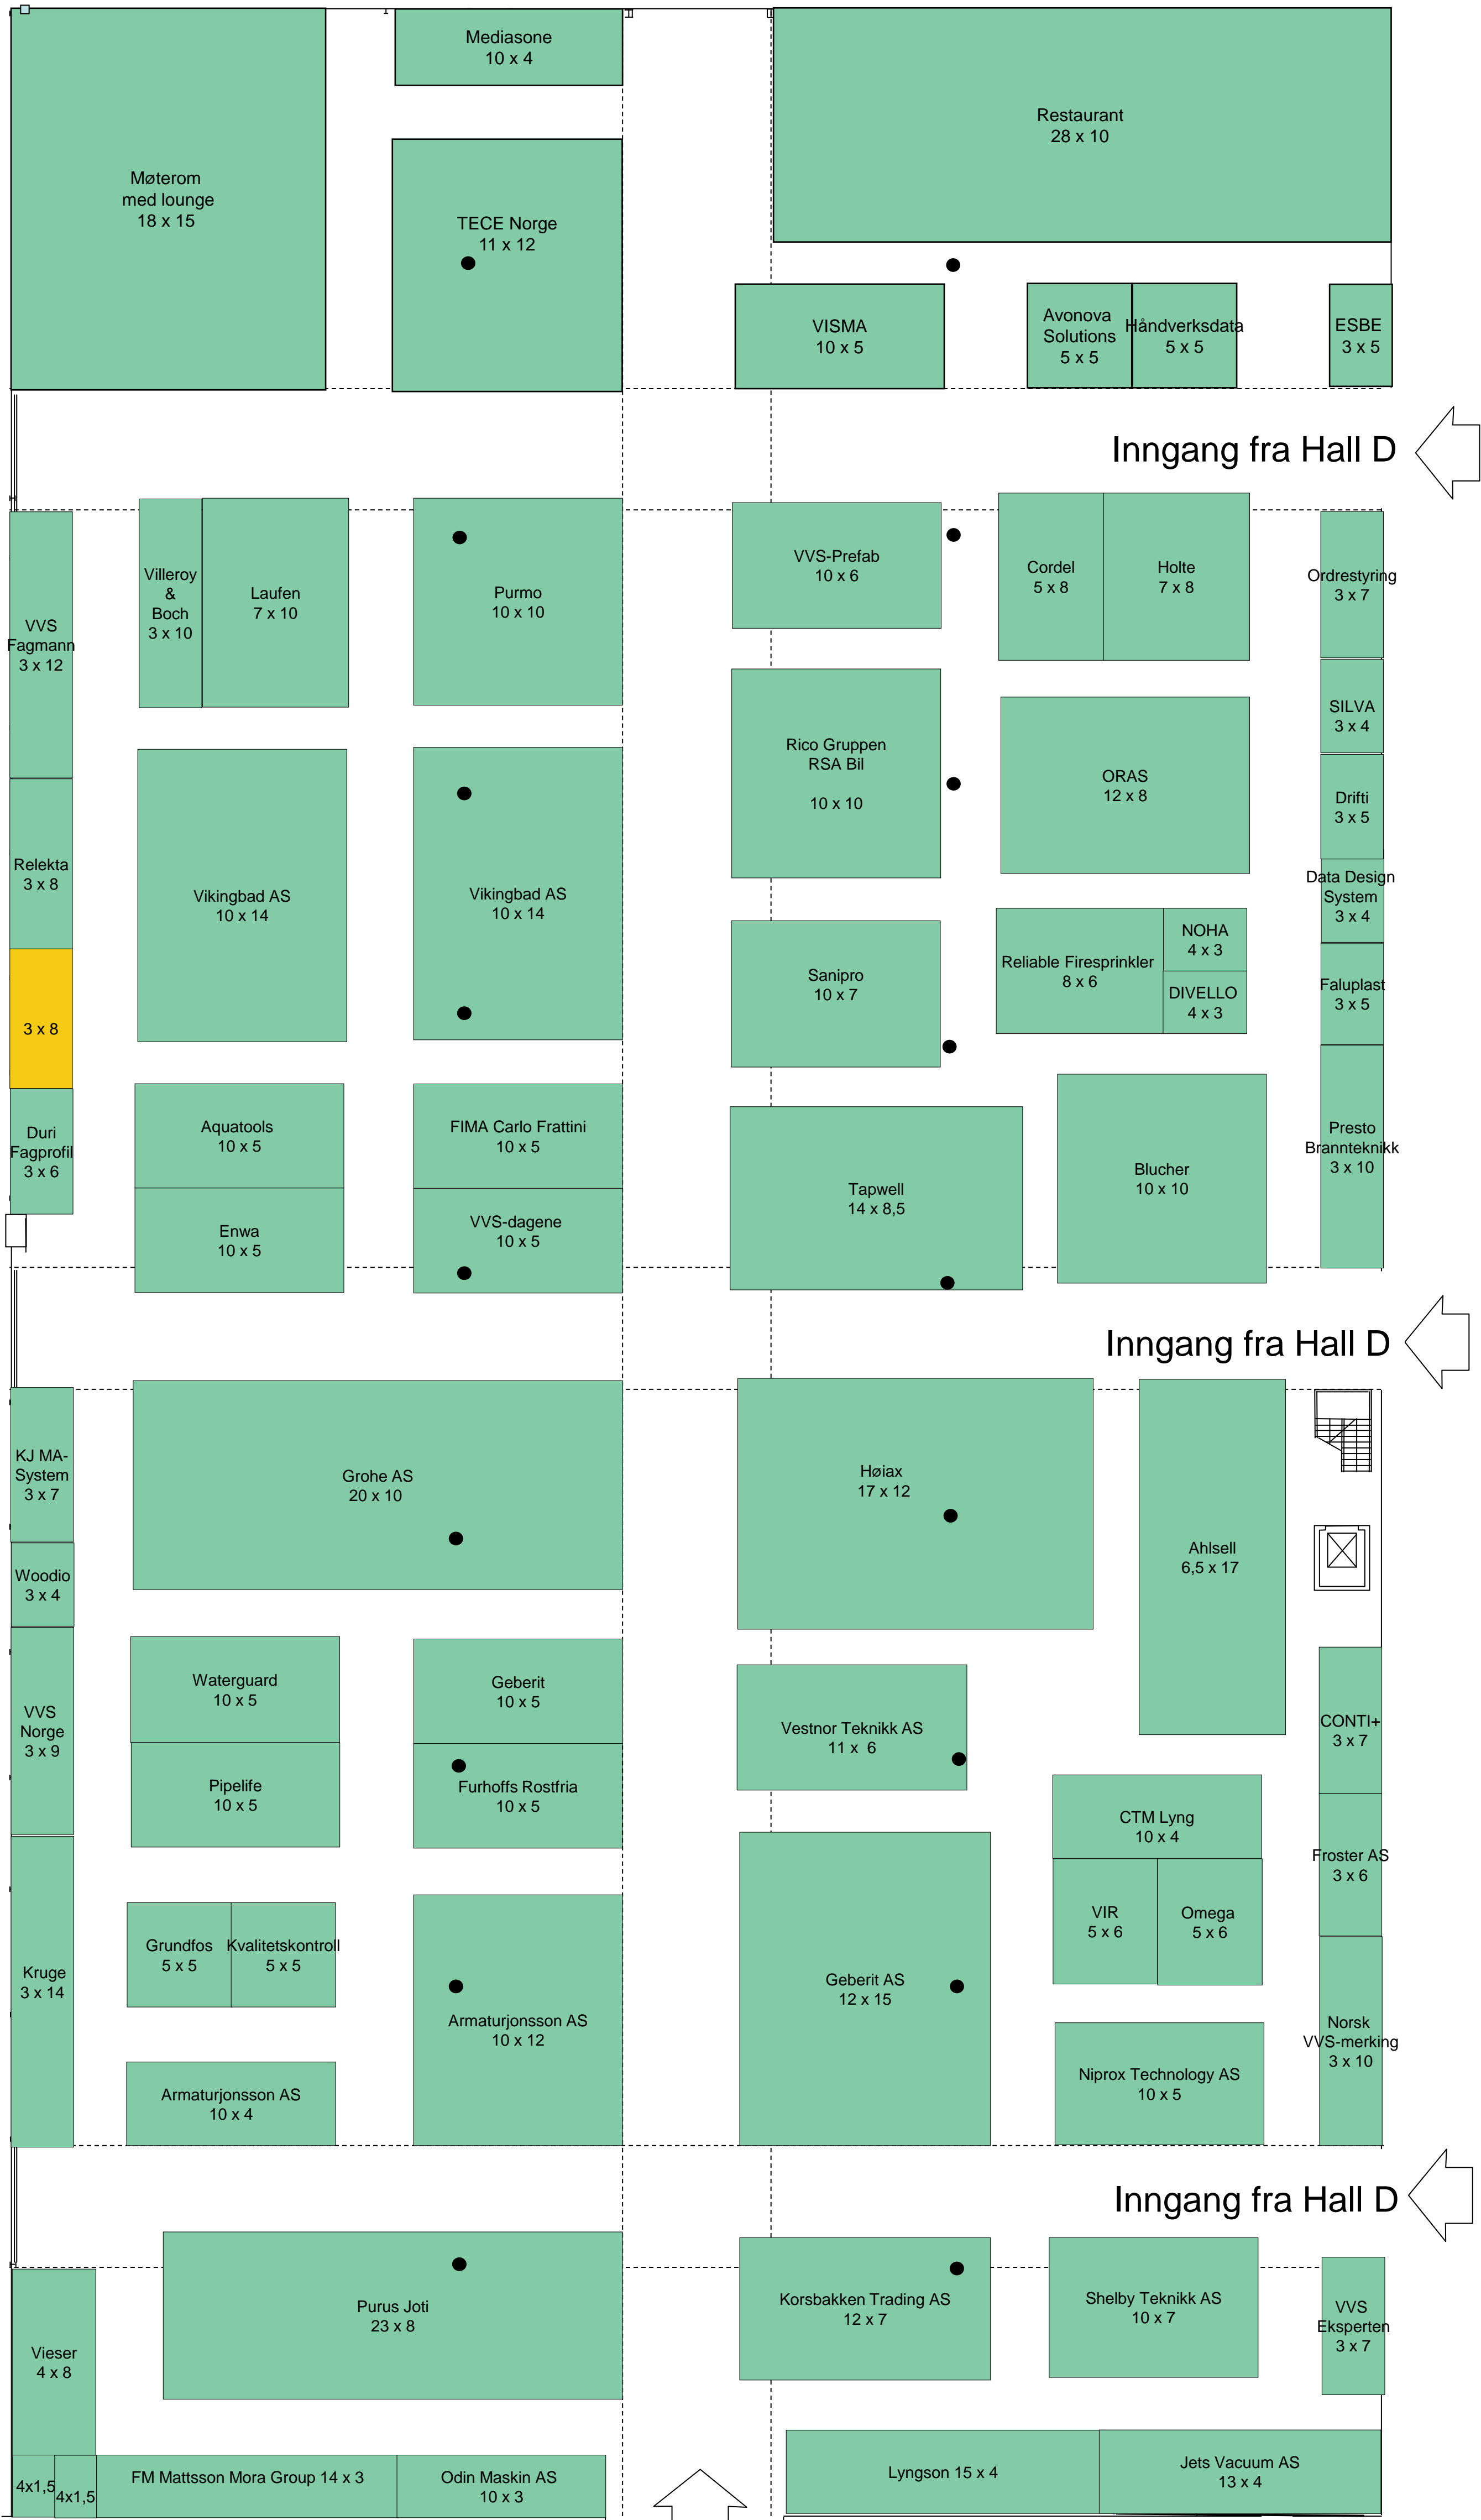 Mediasone
10 x 4
Restaurant
28 x 10
Møterom
med lounge
18 x 15
TECE Norge
11 x 12
VISMA
10 x 5
Avonova
Solutions
5 x 5
Håndverksdata
5 x 5
ESBE
3 x 5
Inngang fra Hall D
VVS
Fagmann
3 x 12
Villeroy
&
Boch
3 x 10
Laufen
7 x 10
Purmo
10 x 10
VVS-Prefab
10 x 6
Cordel
5 x 8
Holte
7 x 8
Ordrestyring
3 x 7
SILVA
3 x 4
Rico Gruppen
RSA Bil
10 x 10
ORAS
12 x 8
Drifti
3 x 5
Relekta
3 x 8
Vikingbad AS
10 x 14
Vikingbad AS
10 x 14
Data Design
System
3 x 4
Sanipro
10 x 7
Reliable Firesprinkler
8 x 6
NOHA
4 x 3
DIVELLO
4 x 3
Faluplast
3 x 5
3 x 8
Duri
Fagprofil
3 x 6
Aquatools
10 x 5
FIMA Carlo Frattini
10 x 5
Enwa
10 x 5
VVS-dagene
10 x 5
Tapwell
14 x 8,5
Blucher
10 x 10
Presto
Brannteknikk
3 x 10
Inngang fra Hall D
KJ MA-
System
3 x 7
Grohe AS
20 x 10
Høiax
17 x 12
Ahlsell
6,5 x 17
Woodio
3 x 4
VVS
Norge
3 x 9
Waterguard
10 x 5
Geberit
10 x 5
Vestnor Teknikk AS
11 x 6
CONTI+
3 x 7
Pipelife
10 x 5
Furhoffs Rostfria
10 x 5
CTM Lyng
10 x 4
Froster AS
3 x 6
VIR
5 x 6
Omega
5 x 6
Kruge
3 x 14
Grundfos
5 x 5
Kvalitetskontroll
5 x 5
Armaturjonsson AS
10 x 12
Geberit AS
12 x 15
Norsk
VVS-merking
3 x 10
Armaturjonsson AS
10 x 4
Niprox Technology AS
10 x 5
Inngang fra Hall D
Vieser
4 x 8
Purus Joti
23 x 8
Korsbakken Trading AS
12 x 7
Shelby Teknikk AS
10 x 7
VVS
Eksperten
3 x 7
4x1,5
4x1,5
FM Mattsson Mora Group 14 x 3
Odin Maskin AS
10 x 3
Lyngson 15 x 4
Jets Vacuum AS
13 x 4